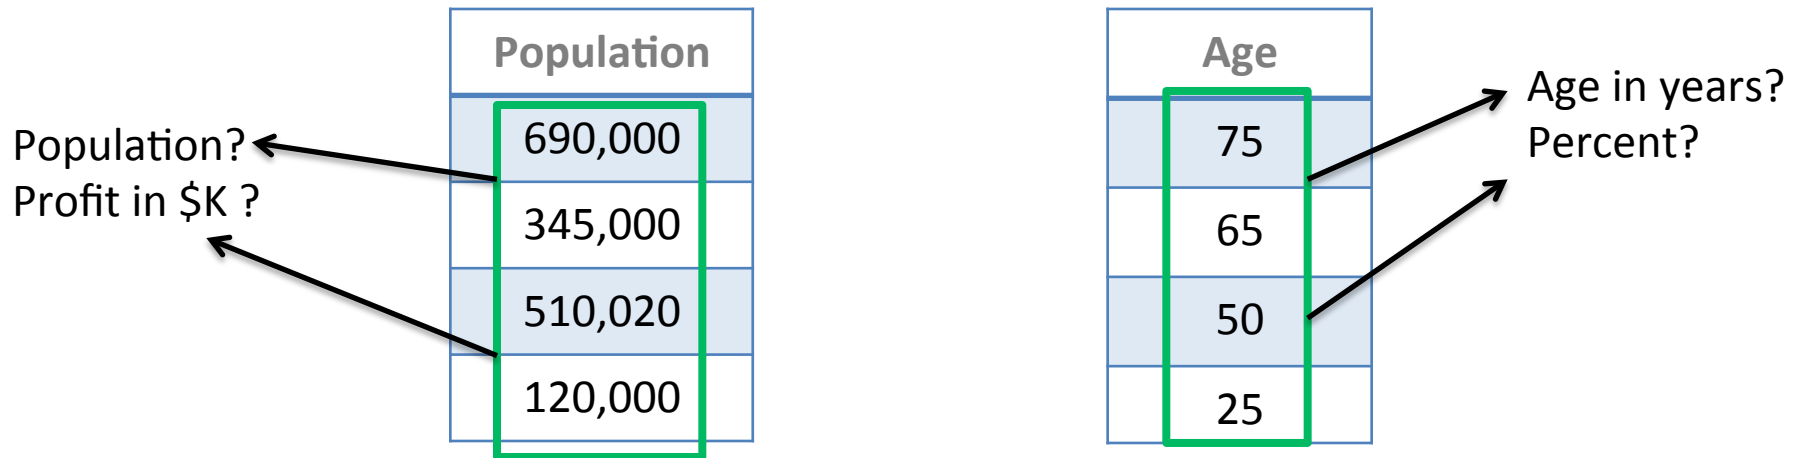 Population?
Profit in $K ?
Population
690,000
345,000
510,020
120,000
Age
75
65
50
25
Age in years?
Percent?